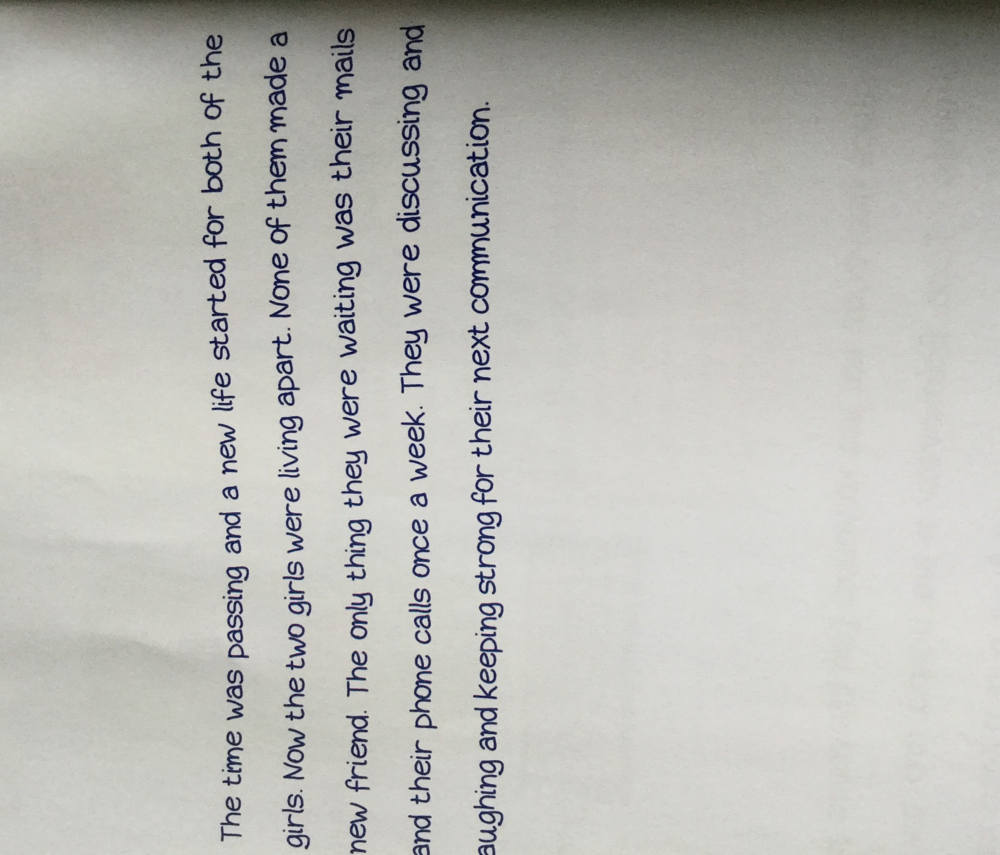 The time was passing and a new life started for both of the
girls. Now the two girls were living apart. None of them made a
new friend. The only thing they were waiting was their mails
and their phone calls once a week. They were discussing and
aughing and keeping strong for their next communication.